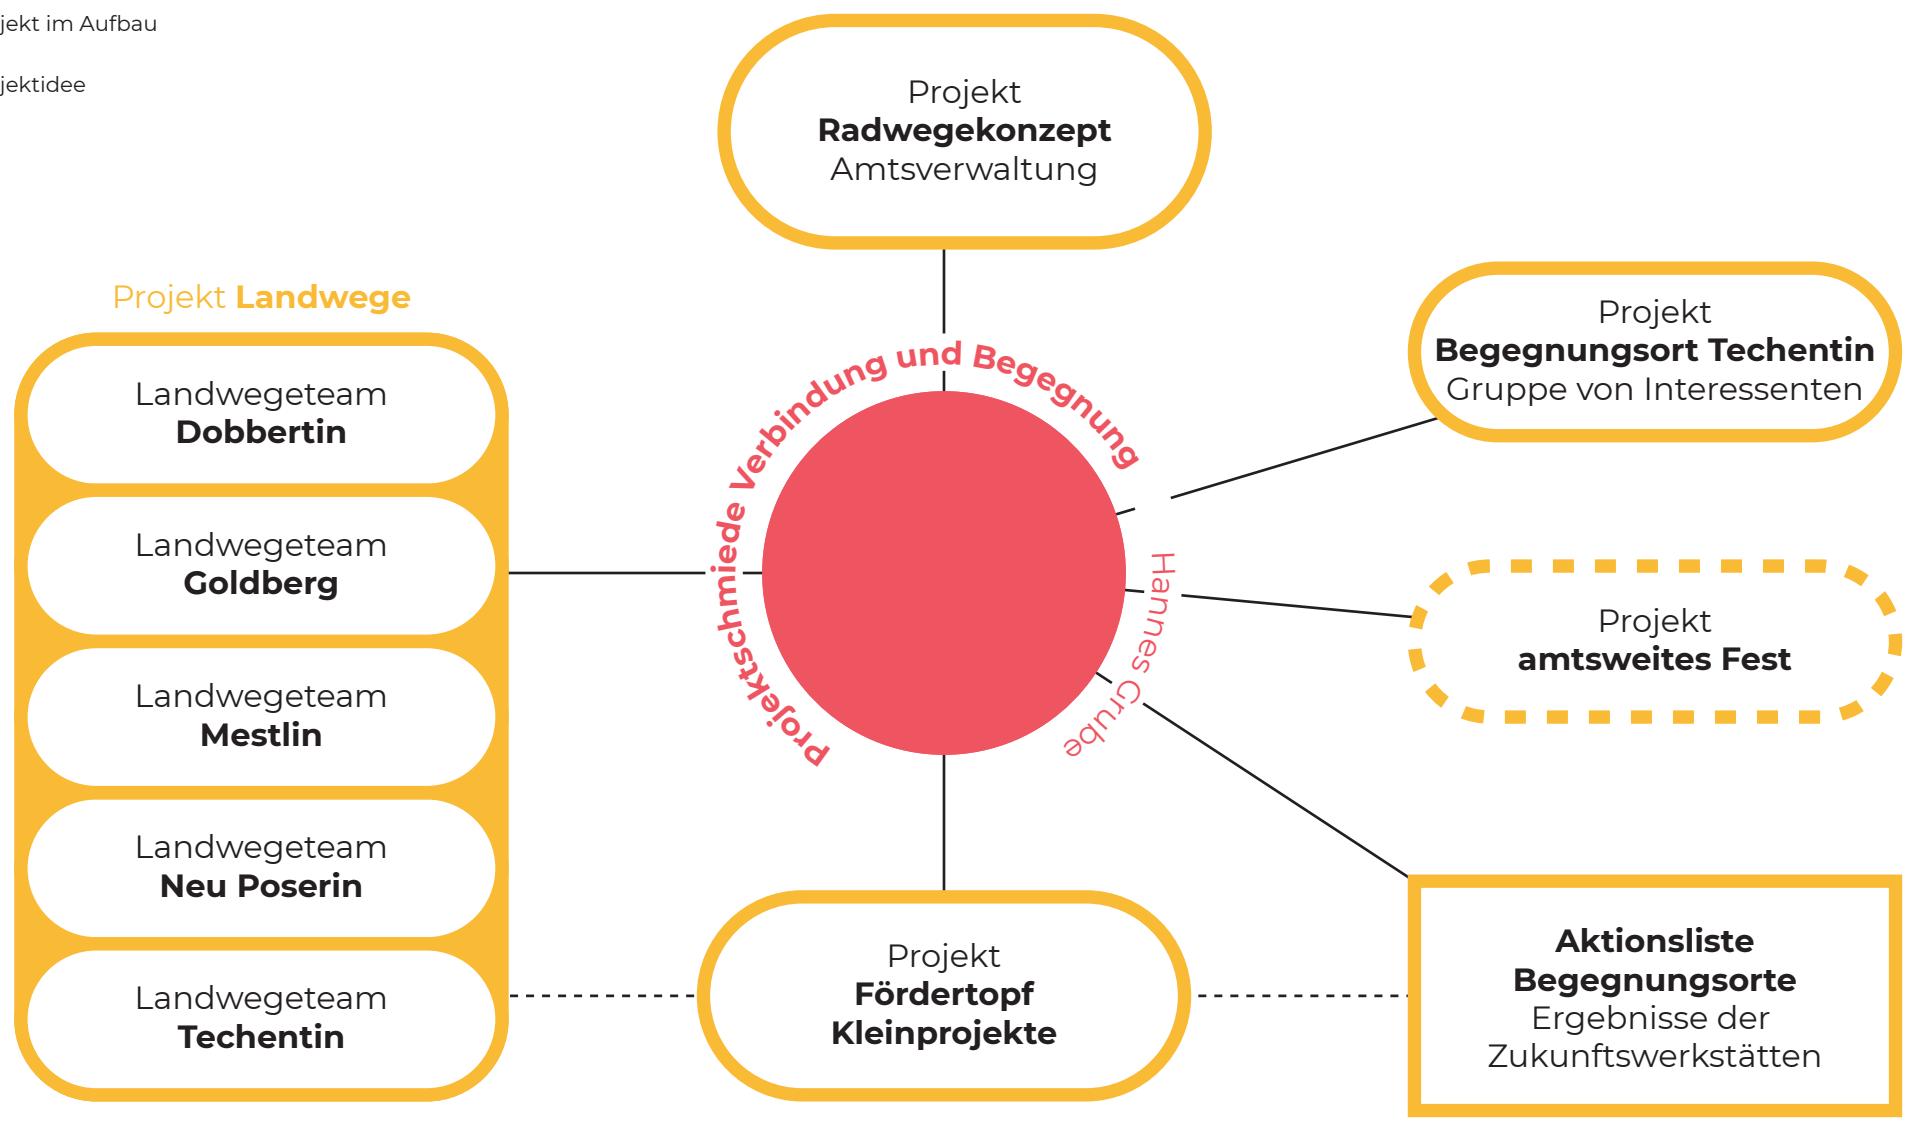 jekt im Aufbau
jektidee
Projekt
Radwegekonzept
Amtsverwaltung
Projekt Landwege
Landwegeteam
Dobbertin
Landwegeteam
Goldberg
Landwegeteam
Mestlin
Landwegeteam
Neu Poserin
Landwegeteam
Techentin
Projektschmiede Verbindung und Begegnung
Hannes Grube
Projekt
Begegnungsort Techentin
Gruppe von Interessenten
Projekt
amtsweites Fest
Projekt
Fördertopf
Kleinprojekte
Aktionsliste
Begegnungsorte
Ergebnisse der
Zukunftswerkstätten